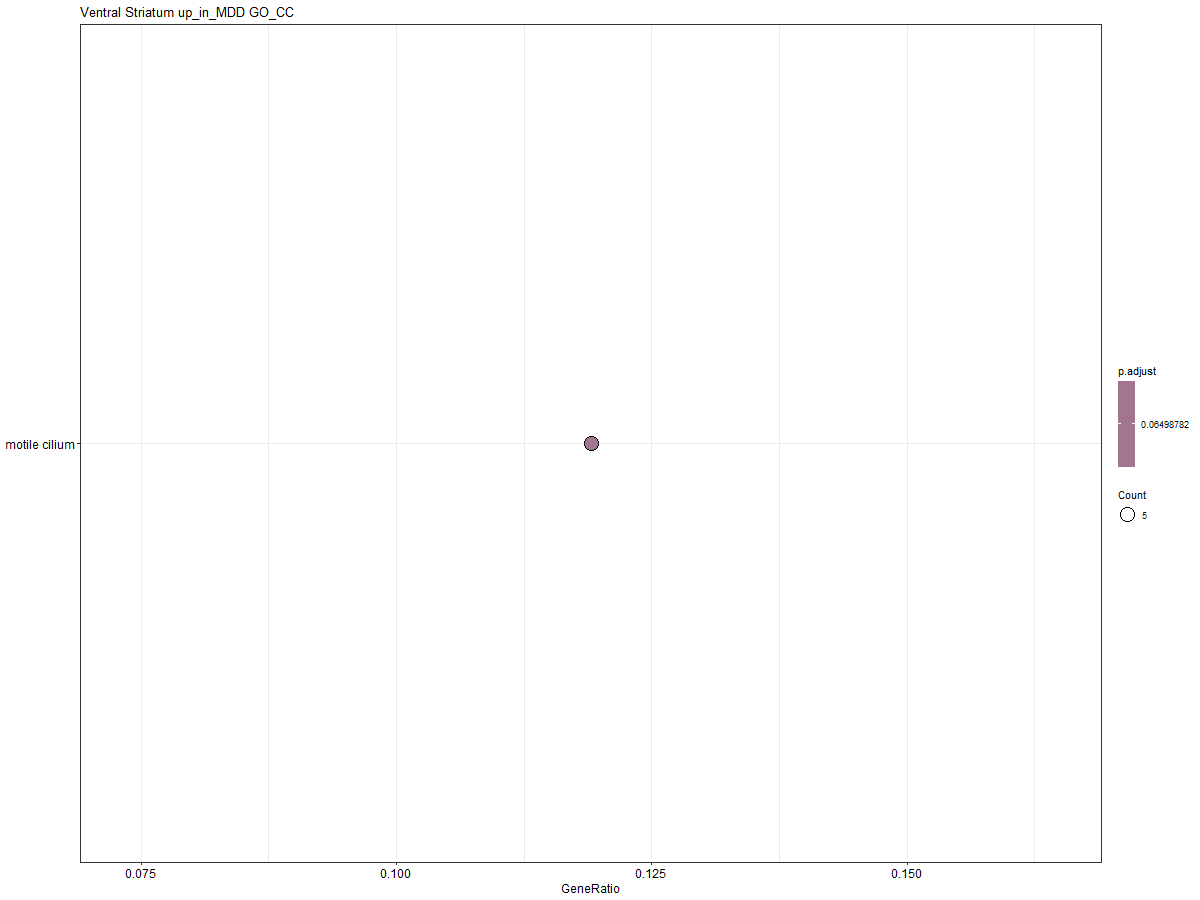 Ventral Striatum up_in_MDD GO_CC
motile cilium
p.adjust
0.06498782
Count
5
0.075
0.100
0.125
0.150
GeneRatio